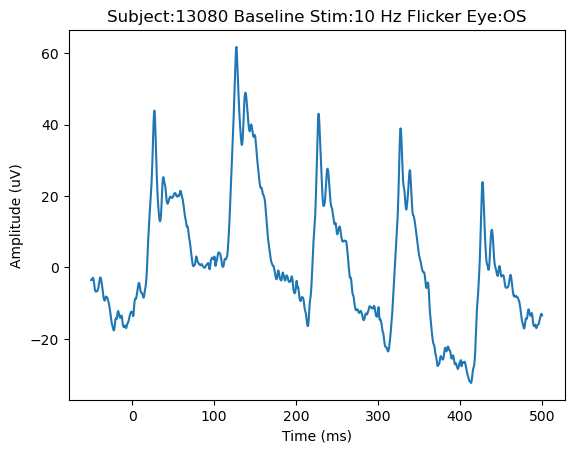 Subject:13080 Baseline Stim:10 Hz Flicker Eye:OS
60
40
20
0
−20
Amplitude (uV)
0 100 200 300 400 500
Time (ms)